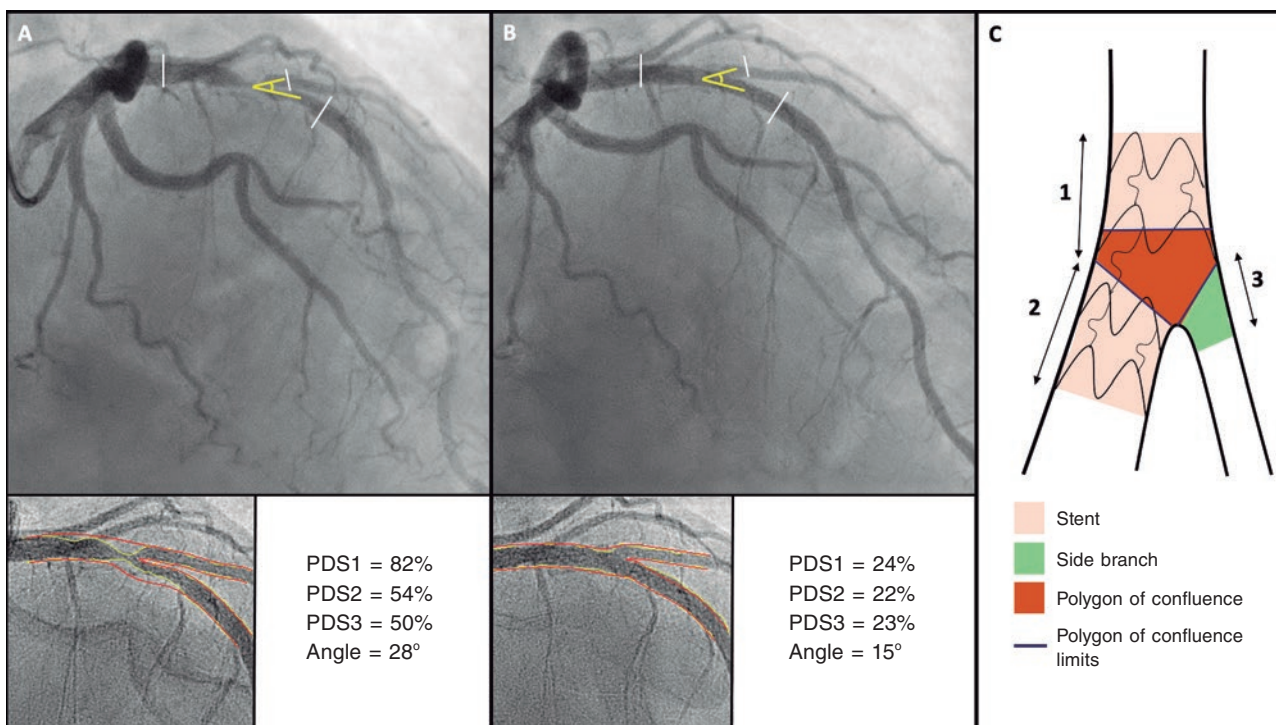 A
B
C
1
2
3
PDS1 = 82%
PDS2 = 54%
PDS3 = 50%
Angle = 28º
PDS1 = 24%
PDS2 = 22%
PDS3 = 23%
Angle = 15º
Stent
Side branch
Polygon of confluence
Polygon of confluence
limits